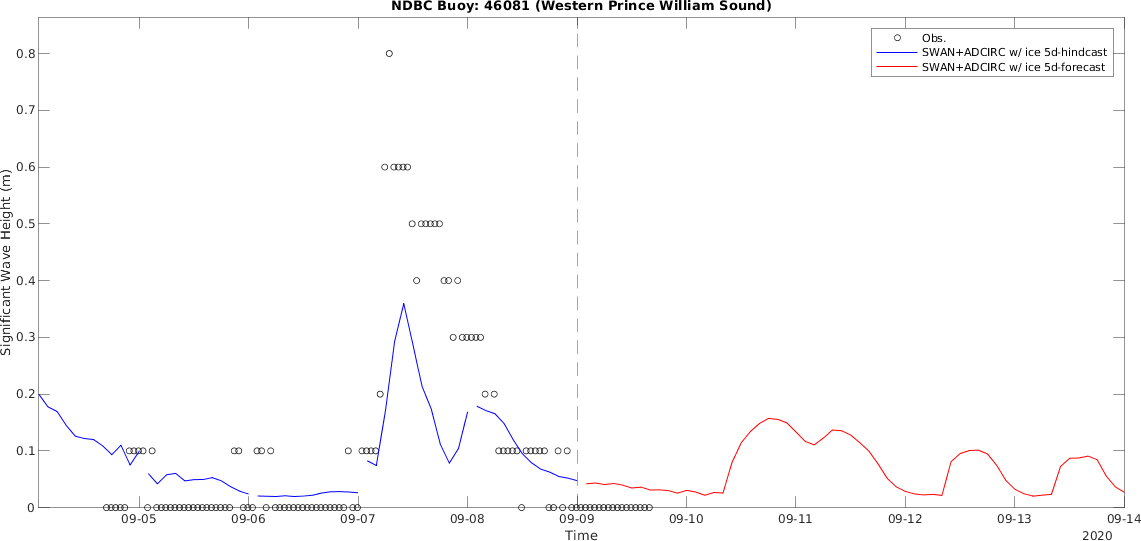 NDBC Buoy: 46081 (Western Prince William Sound)
Obs.
SWAN+ADCIRC w/ ice 5d-hindcast
SWAN+ADCIRC w/ ice 5d-forecast
Significant Wave Height (m)
0.8
0.7
0.6
0.5
0.4
0.3
0.2
0.1
0
09-05 09-06 09-07 09-08 09-09 09-10 09-11 09-12 09-13 09-14
Time
2020